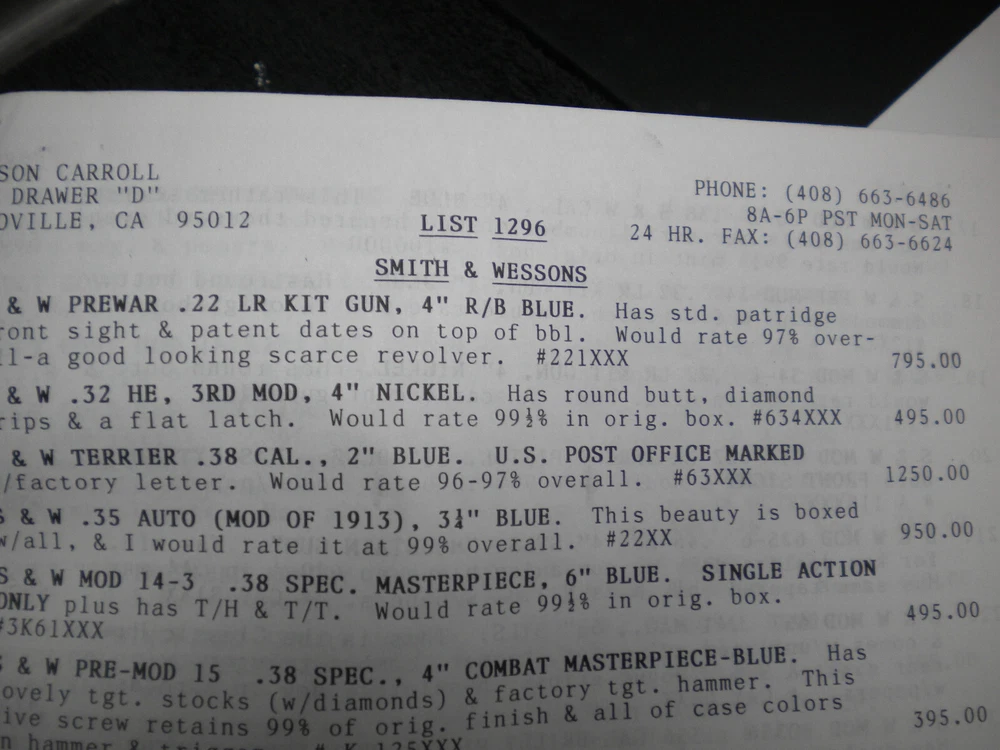 SON CARROLL
DRAWER "D"
OVILLE, CA 95012
PHONE: (408) 663-6486
8A-6P PST MON-SAT
24 HR. FAX: (408) 663-6624
LIST 1296
SMITH & WESSONS
& W PREWAR .22 LR KIT GUN, 4" R/B BLUE. Has std. patridge
ront sight & patent dates on top of bbl. Would rate 97% over-
ll-a good looking scarce revolver. #221XXX 795.00
& W .32 HE, 3RD MOD, 4" NICKEL. Has round butt, diamond
rips & a flat latch. Would rate 99½% in orig. box. #634XXX 495.00
& W TERRIER .38 CAL., 2" BLUE. U.S. POST OFFICE MARKED
/factory letter. Would rate 96-97% overall. #63XXX 1250.00
S & W .35 AUTO (MOD OF 1913), 3½" BLUE. This beauty is boxed
w/all, & I would rate it at 99% overall. #22XX 950.00
S & W MOD 14-3 .38 SPEC. MASTERPIECE, 6" BLUE. SINGLE ACTION
ONLY plus has T/H & T/T. Would rate 99½% in orig. box.
#3K61XXX 495.00
S & W PRE-MOD 15 .38 SPEC., 4" COMBAT MASTERPIECE-BLUE. Has
ovely tgt. stocks (w/diamonds) & factory tgt. hammer. This
ive screw retains 99% of orig. finish & all of case colors
n hammer & trigger. # K 125XXX 395.00